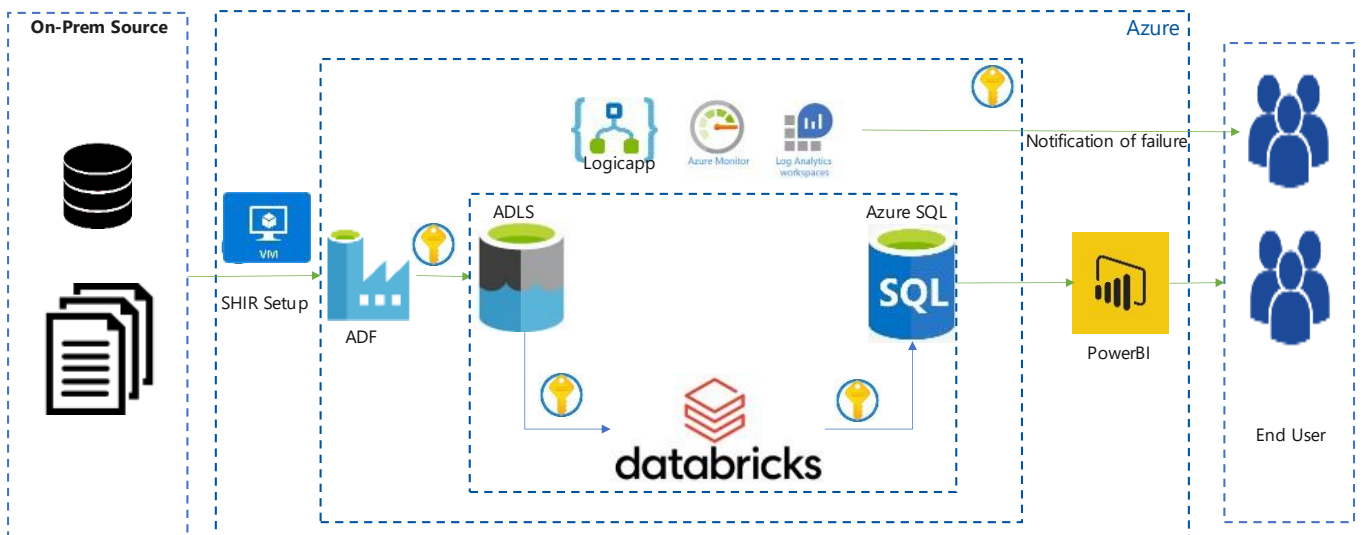 On-Prem Source
Azure
Logicapp
Azure Monitor
Log Analytics
workspaces
Notification of failure
VM
SHIR Setup
ADF
ADLS
Azure SQL
SQL
databricks
PowerBI
End User